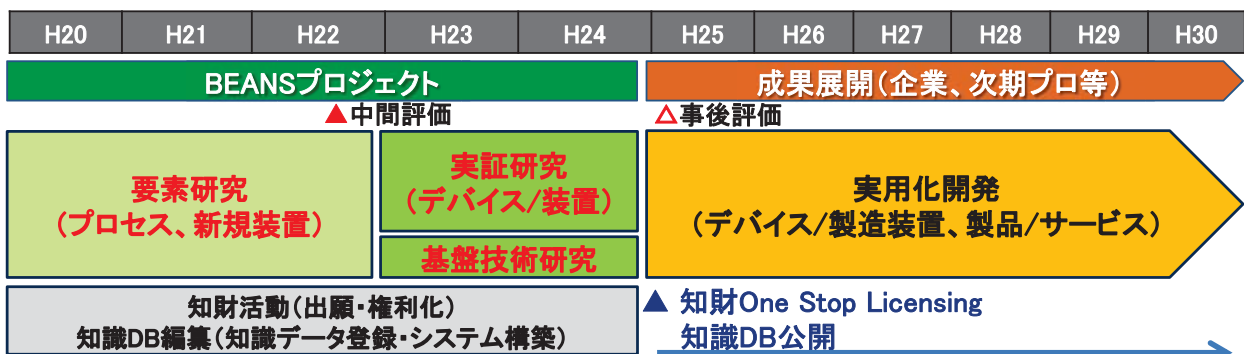 H20 H21 H22 H23 H24 H25 H26 H27 H28 H29 H30
BEANSプロジェクト
成果展開(企業、次期プロ等)
▲中間評価
△事後評価
要素研究
(プロセス、新規装置)
実証研究
(デバイス/装置)
基盤技術研究
実用化開発
(デバイス/製造装置、製品/サービス)
知財活動(出願・権利化)
知識DB編纂(知識データ登録・システム構築)
▲ 知財One Stop Licensing
知識DB公開